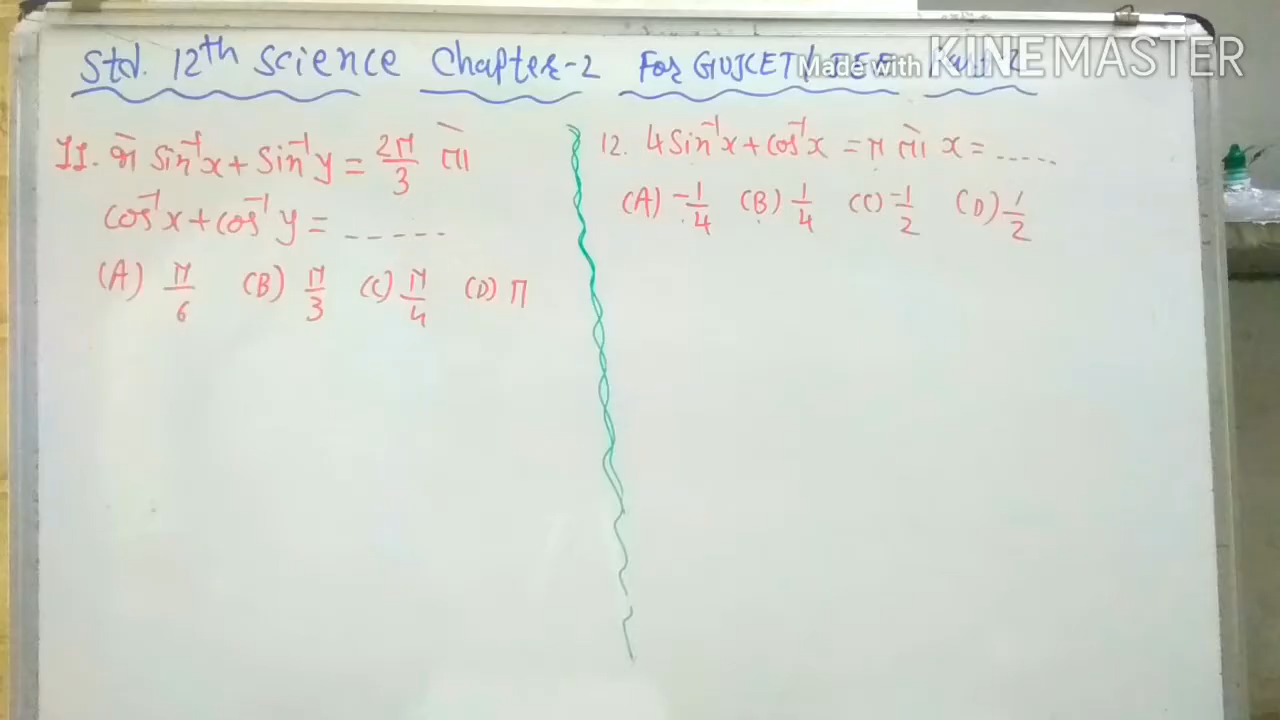 Std. 12th Science Chapter-2 For GUJCET/
Made with KINEMASTER
11. જો Sin⁻¹x + Sin⁻¹y = 2π/3 તો
Cos⁻¹x + Cos⁻¹y = -----
(A) π/6 (B) π/3 (C) π/4 (D) π
12. 4Sin⁻¹x + Cos⁻¹x = π તો x = -----
(A) -1/4 (B) 1/4 (C) -1/2 (D) 1/2